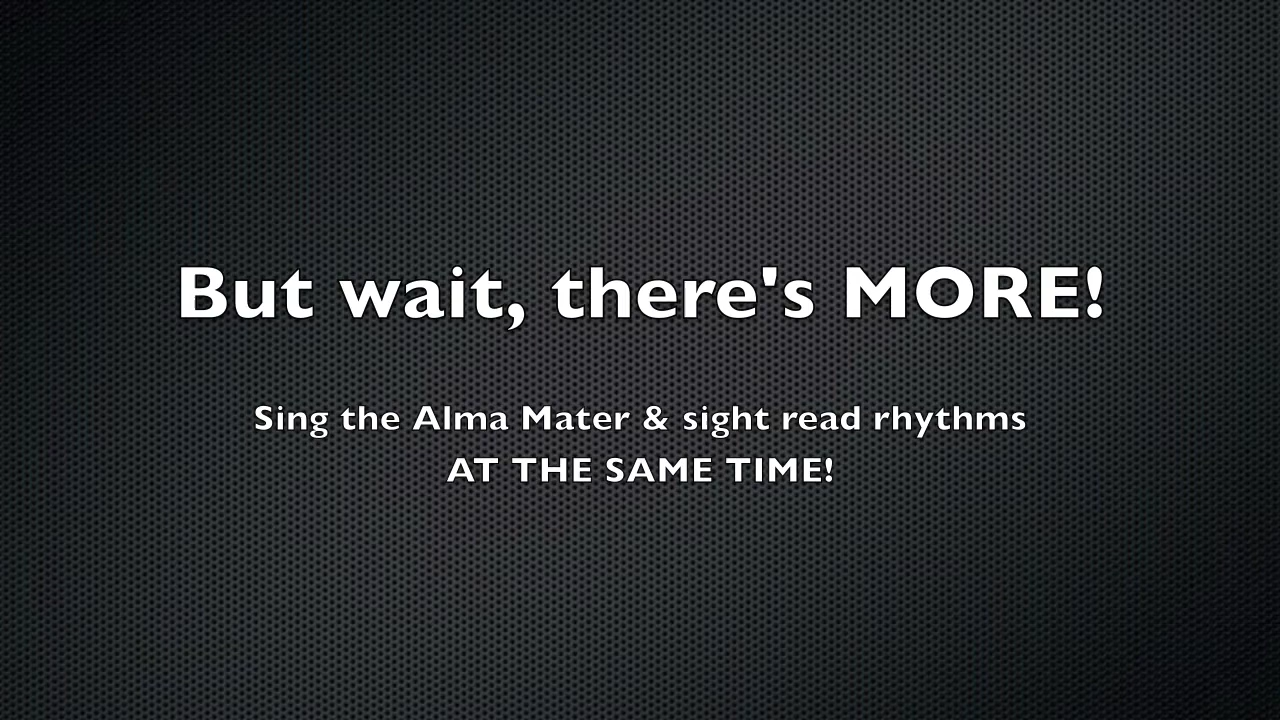 But wait, there's MORE!
Sing the Alma Mater & sight read rhythms
AT THE SAME TIME!